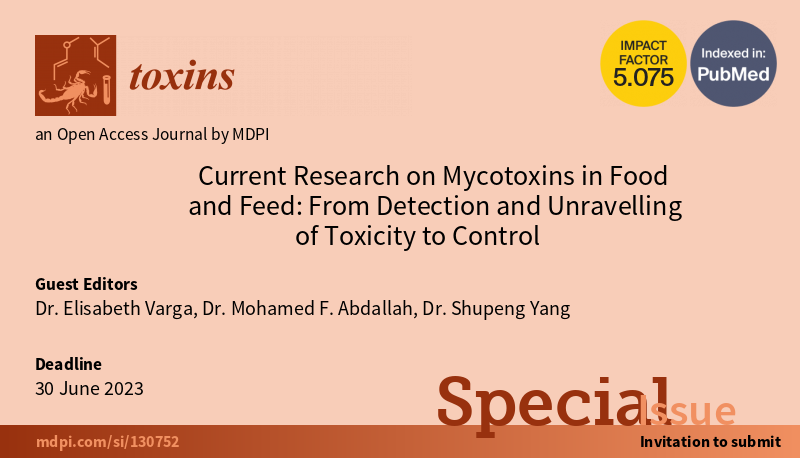 toxins
IMPACT
FACTOR
5.075
Indexed in:
PubMed
an Open Access Journal by MDPI
Current Research on Mycotoxins in Food
and Feed: From Detection and Unravelling
of Toxicity to Control
Guest Editors
Dr. Elisabeth Varga, Dr. Mohamed F. Abdallah, Dr. Shupeng Yang
Deadline
30 June 2023
Special Issue
mdpi.com/si/130752
Invitation to submit